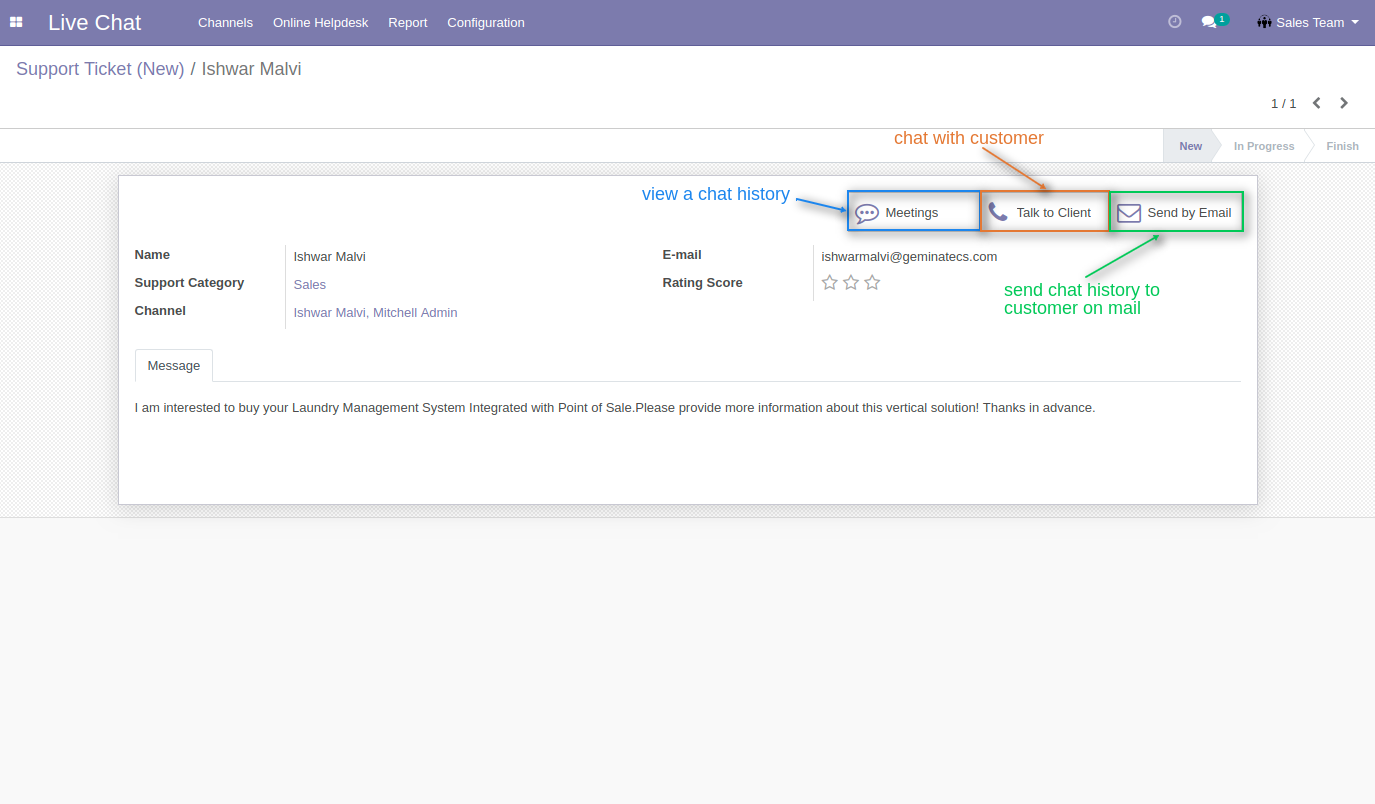 Live Chat Channels Online Helpdesk Report Configuration 1 Sales Team
Support Ticket (New) / Ishwar Malvi
1 / 1
chat with customer
New In Progress Finish
view a chat history
Meetings Talk to Client Send by Email
Name Ishwar Malvi E-mail ishwarmalvi@geminatecs.com
Support Category Sales Rating Score
send chat history to
customer on mail
Channel Ishwar Malvi, Mitchell Admin
Message
I am interested to buy your Laundry Management System Integrated with Point of Sale.Please provide more information about this vertical solution! Thanks in advance.